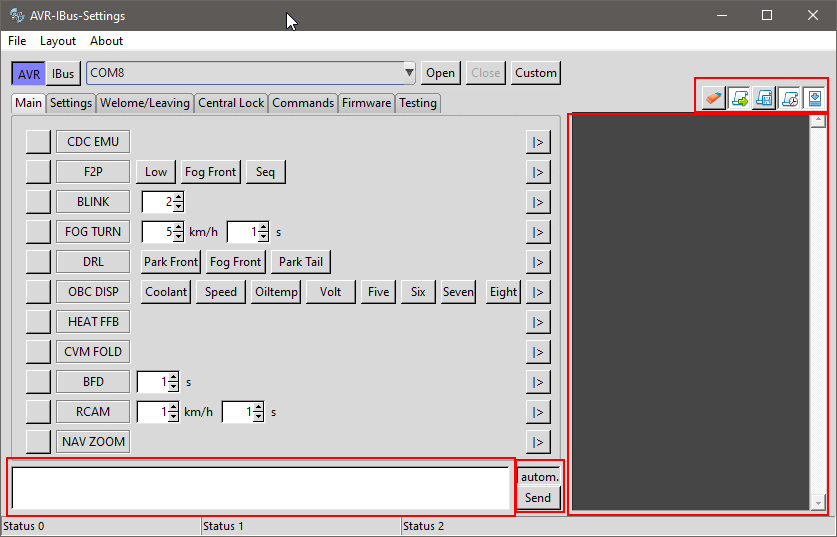 AVR-IBus-Settings
File Layout About
AVR IBus COM8 Open Close Custom
Main Settings Welome/Leaving Central Lock Commands Firmware Testing
CDC EMU |>
F2P Low Fog Front Seq |>
BLINK 2 |>
FOG TURN 5 km/h 1 s |>
DRL Park Front Fog Front Park Tail |>
OBC DISP Coolant Speed Oiltemp Volt Five Six Seven Eight |>
HEAT FFB |>
CVM FOLD |>
BFD 1 s |>
RCAM 1 km/h 1 s |>
NAV ZOOM |>
autom.
Send
Status 0 Status 1 Status 2